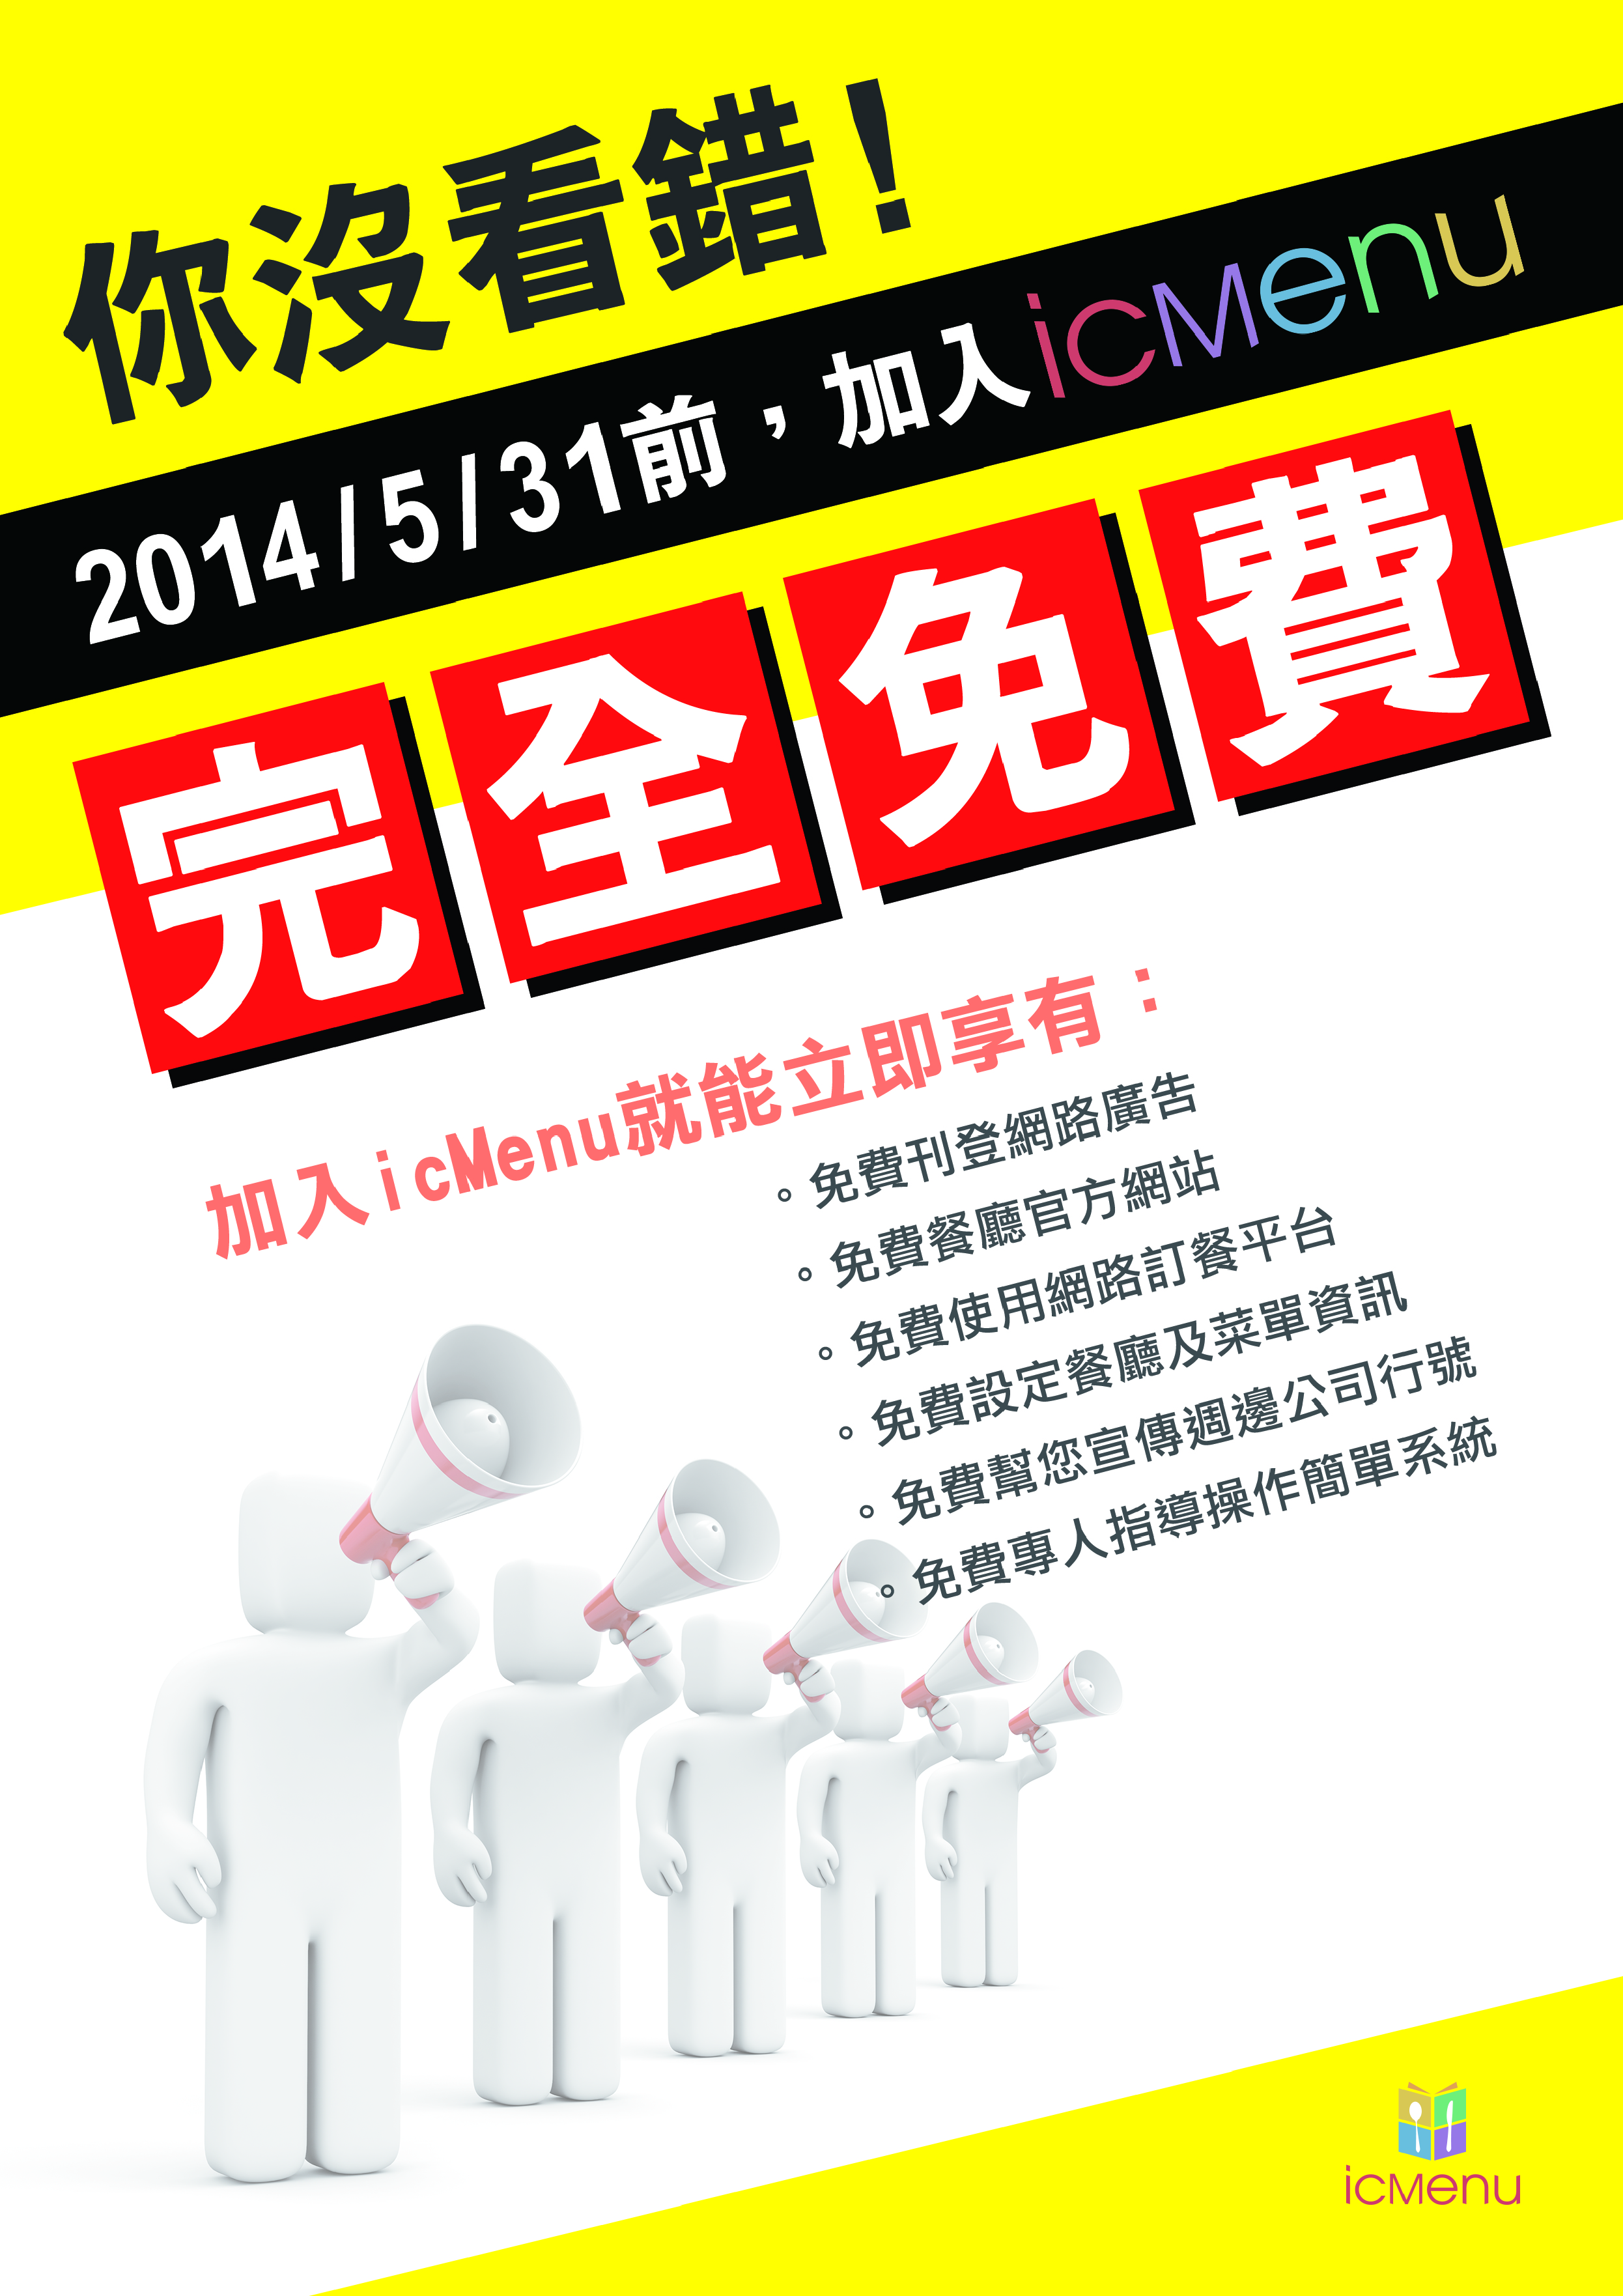 你沒看錯！
2014/5/31前，加入icMenu
完全免費
加入icMenu就能立即享有：
。免費刊登網路廣告
。免費餐廳官方網站
。免費使用網路訂餐平台
。免費設定餐廳及菜單資訊
。免費幫您宣傳週邊公司行號
。免費專人指導操作簡單系統
icMenu